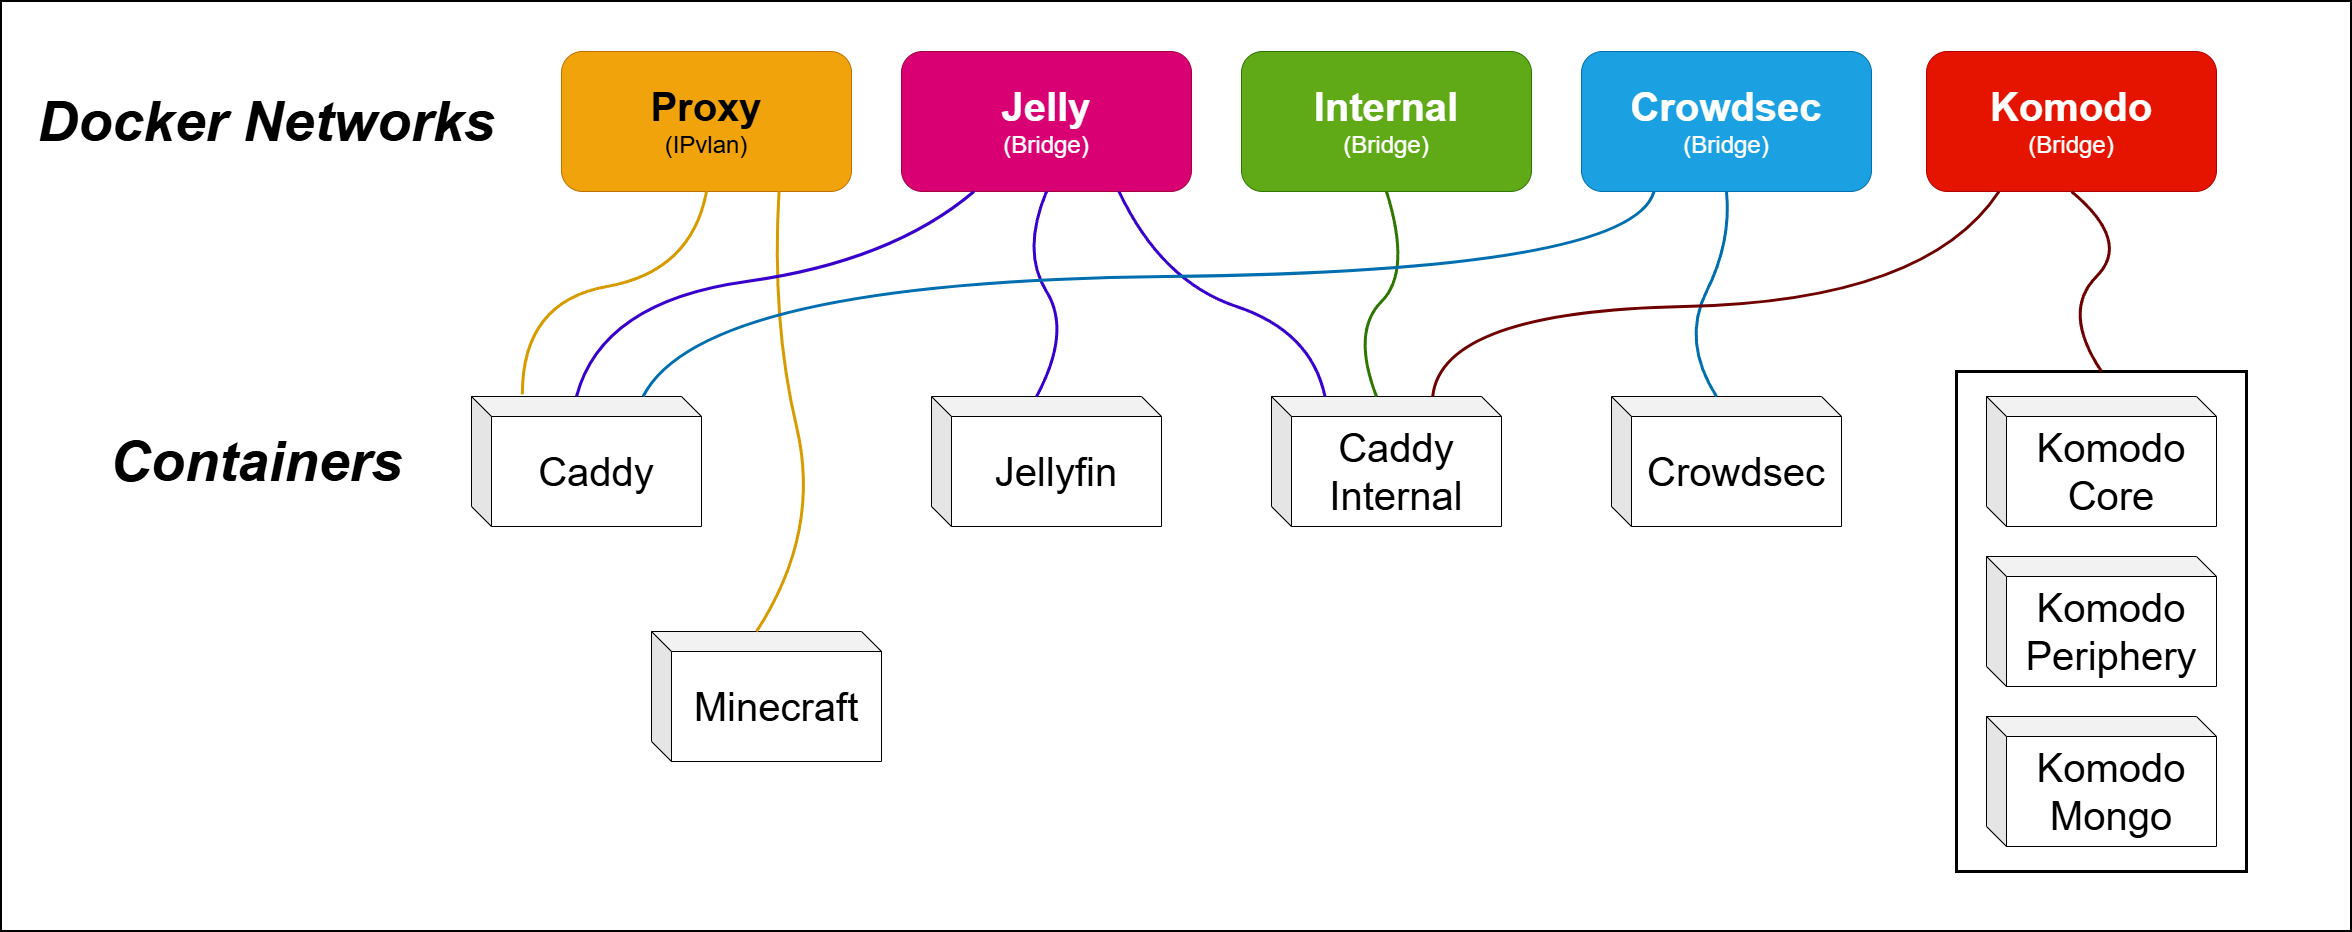 Docker Networks
Proxy
(IPvlan)
Jelly
(Bridge)
Internal
(Bridge)
Crowdsec
(Bridge)
Komodo
(Bridge)
Containers
Caddy
Jellyfin
Caddy
Internal
Crowdsec
Komodo
Core
Komodo
Periphery
Komodo
Mongo
Minecraft